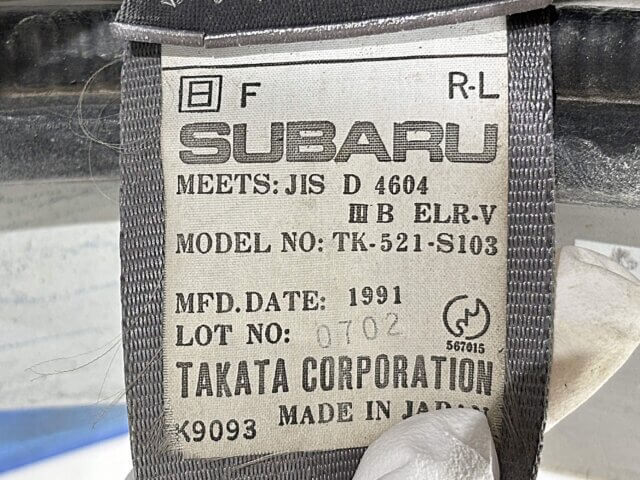 日 F R-L
SUBARU
MEETS: JIS D 4604
Ⅲ B ELR-V
MODEL NO: TK-521-S103
MFD.DATE: 1991
LOT NO: 0702
567015
TAKATA CORPORATION
K9093 MADE IN JAPAN